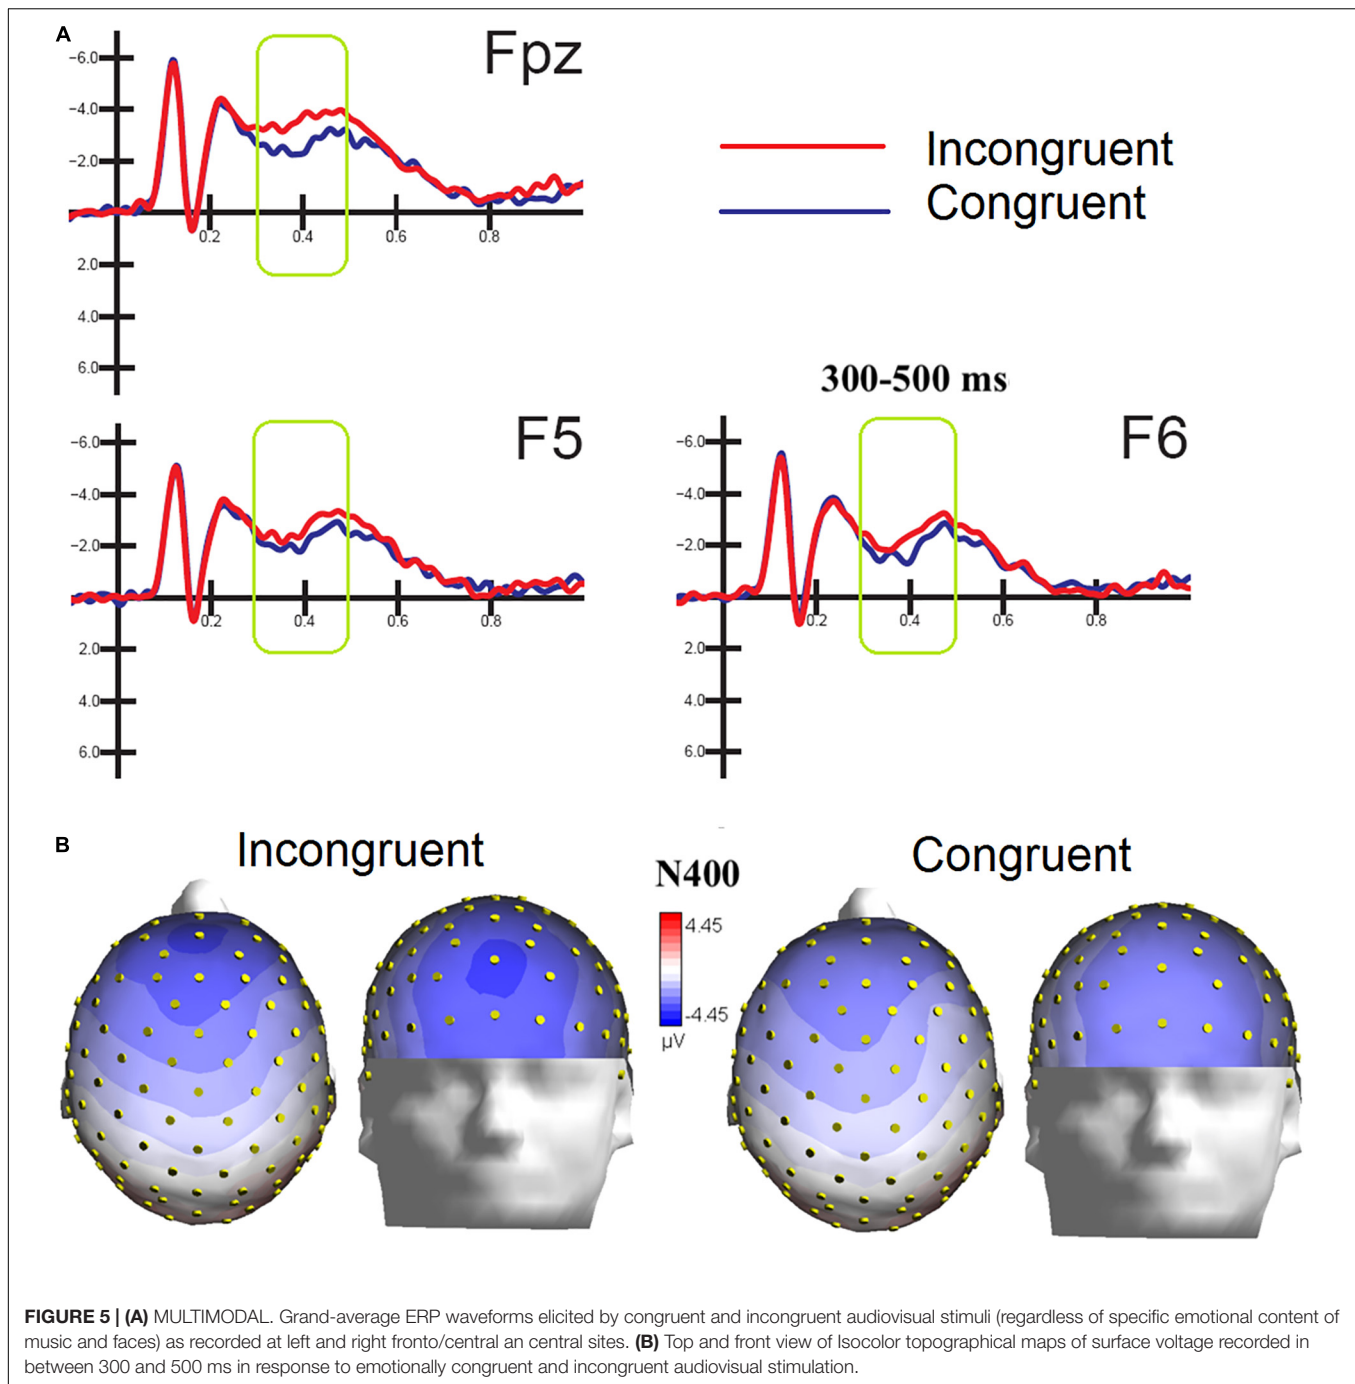 A
Fpz
−6.0
−4.0
−2.0
0.2 0.4 0.6 0.8
2.0
4.0
6.0
Incongruent
Congruent
300-500 ms
F5
−6.0
−4.0
−2.0
0.2 0.4 0.6 0.8
2.0
4.0
6.0
F6
−6.0
−4.0
−2.0
0.2 0.4 0.6 0.8
2.0
4.0
6.0
B
Incongruent
N400
Congruent
4.45
-4.45
µV
FIGURE 5 | (A) MULTIMODAL. Grand-average ERP waveforms elicited by congruent and incongruent audiovisual stimuli (regardless of specific emotional content of
music and faces) as recorded at left and right fronto/central an central sites. (B) Top and front view of Isocolor topographical maps of surface voltage recorded in
between 300 and 500 ms in response to emotionally congruent and incongruent audiovisual stimulation.